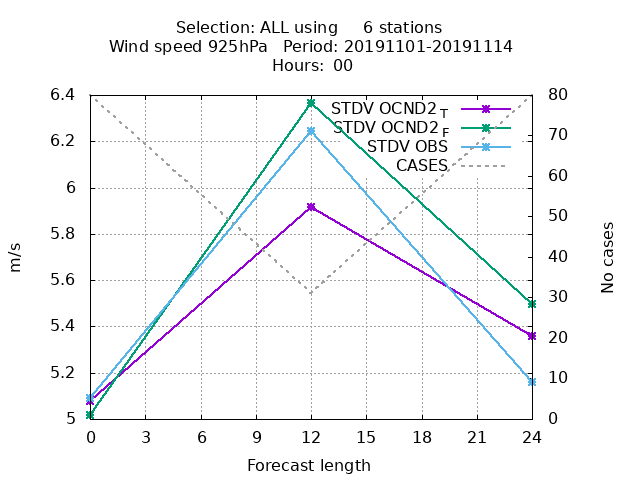 Selection: ALL using 6 stations
Wind speed 925hPa Period: 20191101-20191114
Hours: 00
STDV OCND2 T
STDV OCND2 F
STDV OBS
CASES
6.4
6.2
6
5.8
5.6
5.4
5.2
5
m/s
80
70
60
50
40
30
20
10
0
No cases
0 3 6 9 12 15 18 21 24
Forecast length